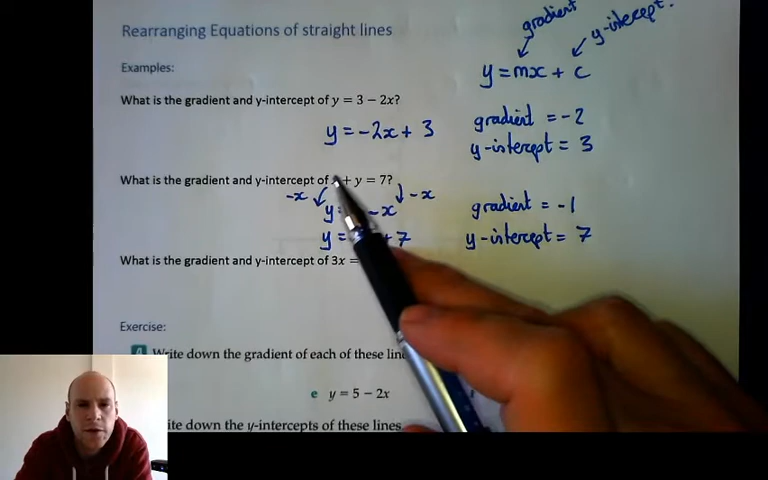 gradient
y-intercept.
Rearranging Equations of straight lines
Examples:
y = mx + c
What is the gradient and y-intercept of y = 3 − 2x?
y = -2x + 3
gradient = -2
y-intercept = 3
What is the gradient and y-intercept of + y = 7?
-x
-x
y = - x
y = + 7
gradient = -1
y-intercept = 7
What is the gradient and y-intercept of 3x =
Exercise:
Write down the gradient of each of these
e y = 5 − 2x
down the y-intercepts of these lines